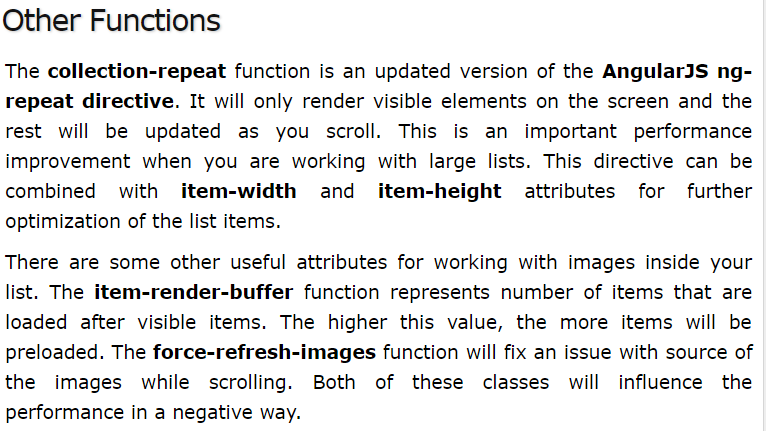 Other Functions
The collection-repeat function is an updated version of the AngularJS ng-
repeat directive. It will only render visible elements on the screen and the
rest will be updated as you scroll. This is an important performance
improvement when you are working with large lists. This directive can be
combined with item-width and item-height attributes for further
optimization of the list items.
There are some other useful attributes for working with images inside your
list. The item-render-buffer function represents number of items that are
loaded after visible items. The higher this value, the more items will be
preloaded. The force-refresh-images function will fix an issue with source of
the images while scrolling. Both of these classes will influence the
performance in a negative way.